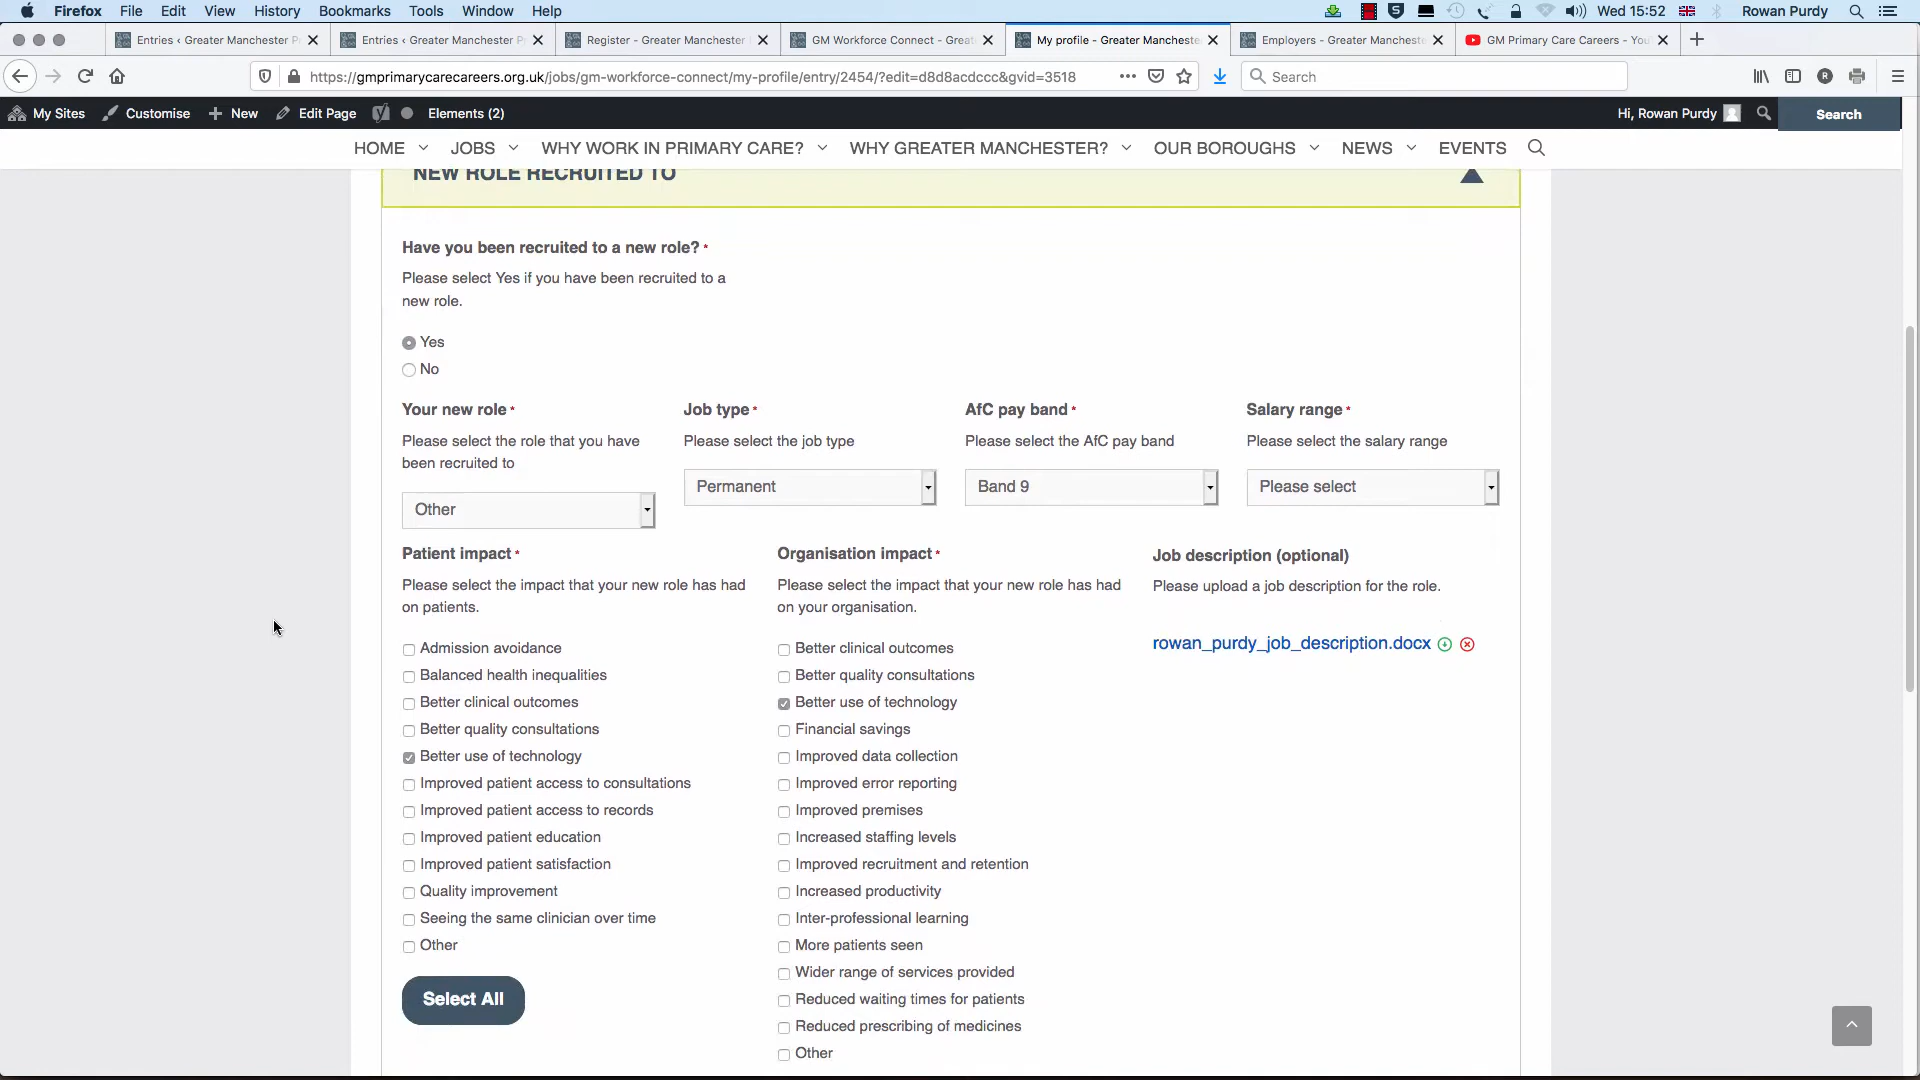 Firefox File Edit View History Bookmarks Tools Window Help Wed 15:52 Rowan Purdy
Entries ‹ Greater Manchester P Entries ‹ Greater Manchester P Register - Greater Manchester GM Workforce Connect - Great My profile - Greater Mancheste Employers - Greater Manchest GM Primary Care Careers - You
https://gmprimarycarecareers.org.uk/jobs/gm-workforce-connect/my-profile/entry/2454/?edit=d8d8acdccc&gvid=3518 Search
My Sites Customise New Edit Page Elements (2) Hi, Rowan Purdy Search
HOME JOBS WHY WORK IN PRIMARY CARE? WHY GREATER MANCHESTER? OUR BOROUGHS NEWS EVENTS
NEW ROLE RECRUITED TO
Have you been recruited to a new role? *
Please select Yes if you have been recruited to a
new role.
Yes
No
Your new role * Job type * AfC pay band * Salary range *
Please select the role that you have Please select the job type Please select the AfC pay band Please select the salary range
been recruited to
Permanent Band 9 Please select
Other
Patient impact * Organisation impact * Job description (optional)
Please select the impact that your new role has had Please select the impact that your new role has had Please upload a job description for the role.
on patients. on your organisation.
Admission avoidance Better clinical outcomes rowan_purdy_job_description.docx
Balanced health inequalities Better quality consultations
Better clinical outcomes Better use of technology
Better quality consultations Financial savings
Better use of technology Improved data collection
Improved patient access to consultations Improved error reporting
Improved patient access to records Improved premises
Improved patient education Increased staffing levels
Improved patient satisfaction Improved recruitment and retention
Quality improvement Increased productivity
Seeing the same clinician over time Inter-professional learning
Other More patients seen
Wider range of services provided
Select All Reduced waiting times for patients
Reduced prescribing of medicines
Other